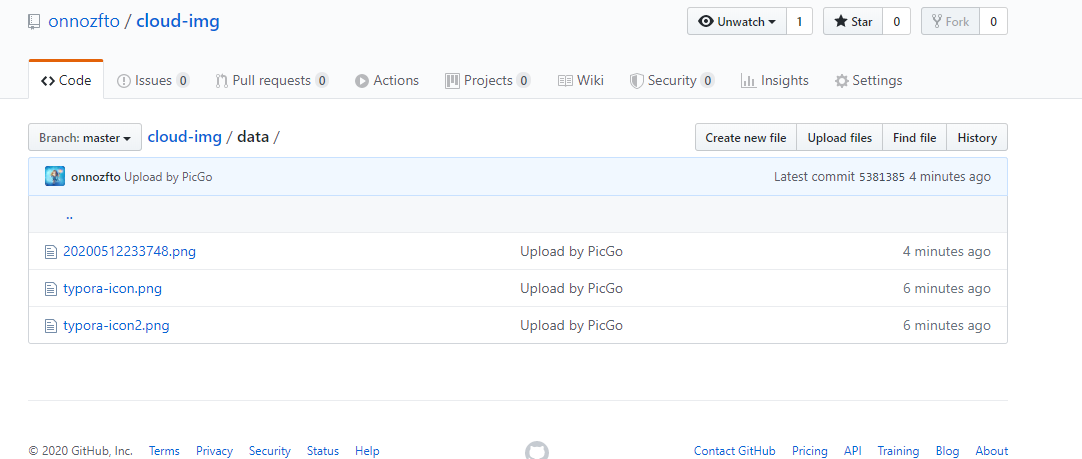 onnozfto / cloud-img Unwatch 1 Star 0 Fork 0
Code Issues 0 Pull requests 0 Actions Projects 0 Wiki Security 0 Insights Settings
Branch: master cloud-img / data / Create new file Upload files Find file History
onnozfto Upload by PicGo Latest commit 5381385 4 minutes ago
..
20200512233748.png Upload by PicGo 4 minutes ago
typora-icon.png Upload by PicGo 6 minutes ago
typora-icon2.png Upload by PicGo 6 minutes ago
© 2020 GitHub, Inc. Terms Privacy Security Status Help Contact GitHub Pricing API Training Blog About